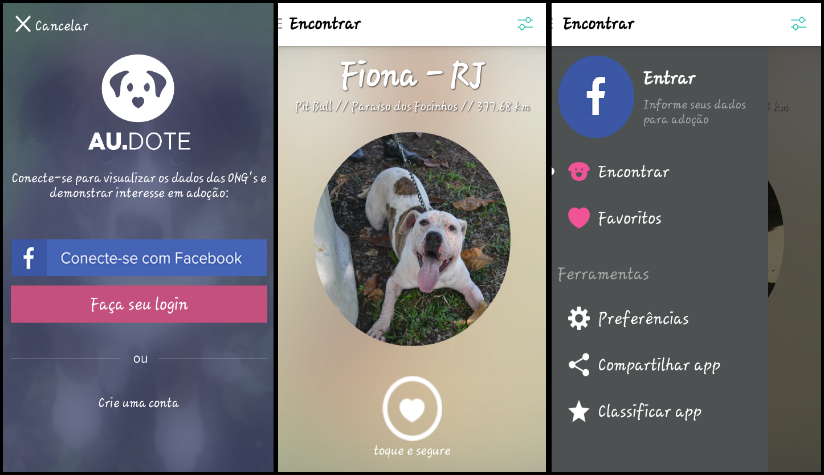 Cancelar
AU.DOTE
Conecte-se para visualizar os dados das ONG's e
demonstrar interesse em adoção:
Conecte-se com Facebook
Faça seu login
ou
Crie uma conta
Encontrar
Fiona - RJ
Pit Bull // Paraíso dos Focinhos // 377.68 km
toque e segure
Encontrar
Entrar
Informe seus dados
para adoção
km
Encontrar
Favoritos
Ferramentas
Preferências
Compartilhar app
Classificar app